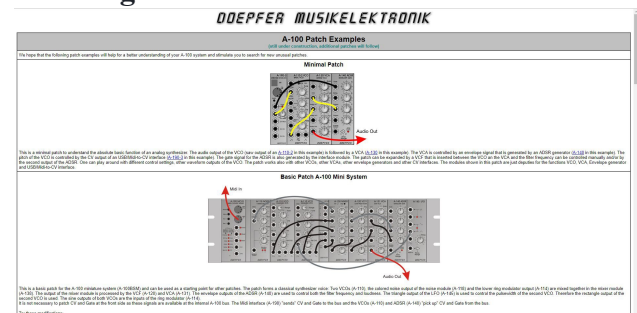 DOEPFER MUSIKELEKTRONIK
A-100 Patch Examples
(still under construction, additional patches will follow)
We hope that the following patch examples will help for a better understanding of your A-100 system and stimulate you to search for new unusual patches.
Minimal Patch
Audio Out
This is a minimal patch to understand the absolute basic function of an analog synthesizer. The audio output of the VCO (saw output of an A-110-2 in this example) is followed by a VCA (A-130 in this example). The VCA is controlled by an envelope signal that is generated by an ADSR generator (A-140 in this example). The
pitch of the VCO is controlled by the CV output of an USB/Midi-to-CV interface (A-190-3 in this example). The gate signal for the ADSR is also generated by the interface module. The patch can be expanded by a VCF that is inserted between the VCO an the VCA and the filter frequency can be controlled manually and/or by
the second output of the ADSR. One can play around with different control settings, other waveform outputs of the VCO. The patch works also with other VCOs, other VCAs, other envelope generators and other CV interfaces. The modules shown in this patch are just deputies for the functions VCO, VCA, Envelope generator
and USB/Midi-to-CV interface.
Basic Patch A-100 Mini System
Midi In
Audio Out
This is a basic patch for the A-100 miniature system (A-100BSM) and can be used as a starting point for other patches. The patch forms a classical synthesizer voice: Two VCOs (A-110), the colored noise output of the noise module (A-118) and the lower ring modulator output (A-114) are mixed together in the mixer module
(A-138). The output of the mixer module is processed by the VCF (A-120) and VCA (A-131). The envelope outputs of the ADSR (A-140) are used to control both the filter frequency and loudness. The triangle output of the LFO (A-145) is used to control the pulsewidth of the second VCO. Therefore the rectangle output of the
second VCO is used. The sine outputs of both VCOs are the inputs of the ring modulator (A-114).
It is not necessary to patch CV and Gate at the front side as these signals are available at the internal A-100 bus. The Midi interface (A-190) "sends" CV and Gate to the bus and the VCOs (A-110) and ADSR (A-140) "pick up" CV and Gate from the bus.